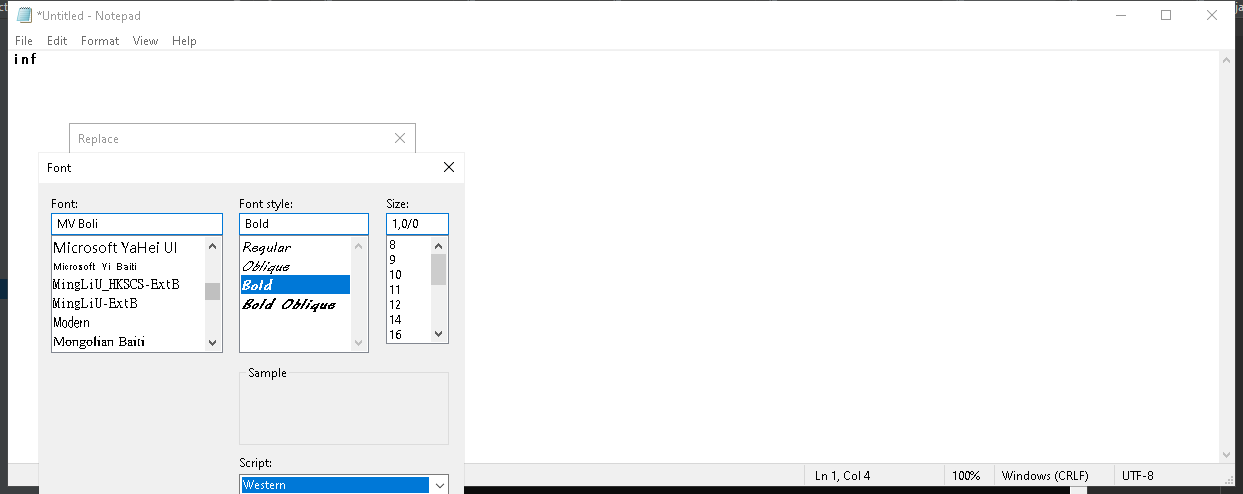 *Untitled - Notepad
File Edit Format View Help
inf
Replace
Font
Font: Font style: Size:
MV Boli Bold 1,0/0
Microsoft YaHei UI Regular 8
Microsoft Yi Baiti Oblique 9
MingLiU_HKSCS-ExtB Bold 10
MingLiU-ExtB Bold Oblique 11
Modern 12
Mongolian Baiti 14
16
Sample
Script:
Western
Ln 1, Col 4 100% Windows (CRLF) UTF-8